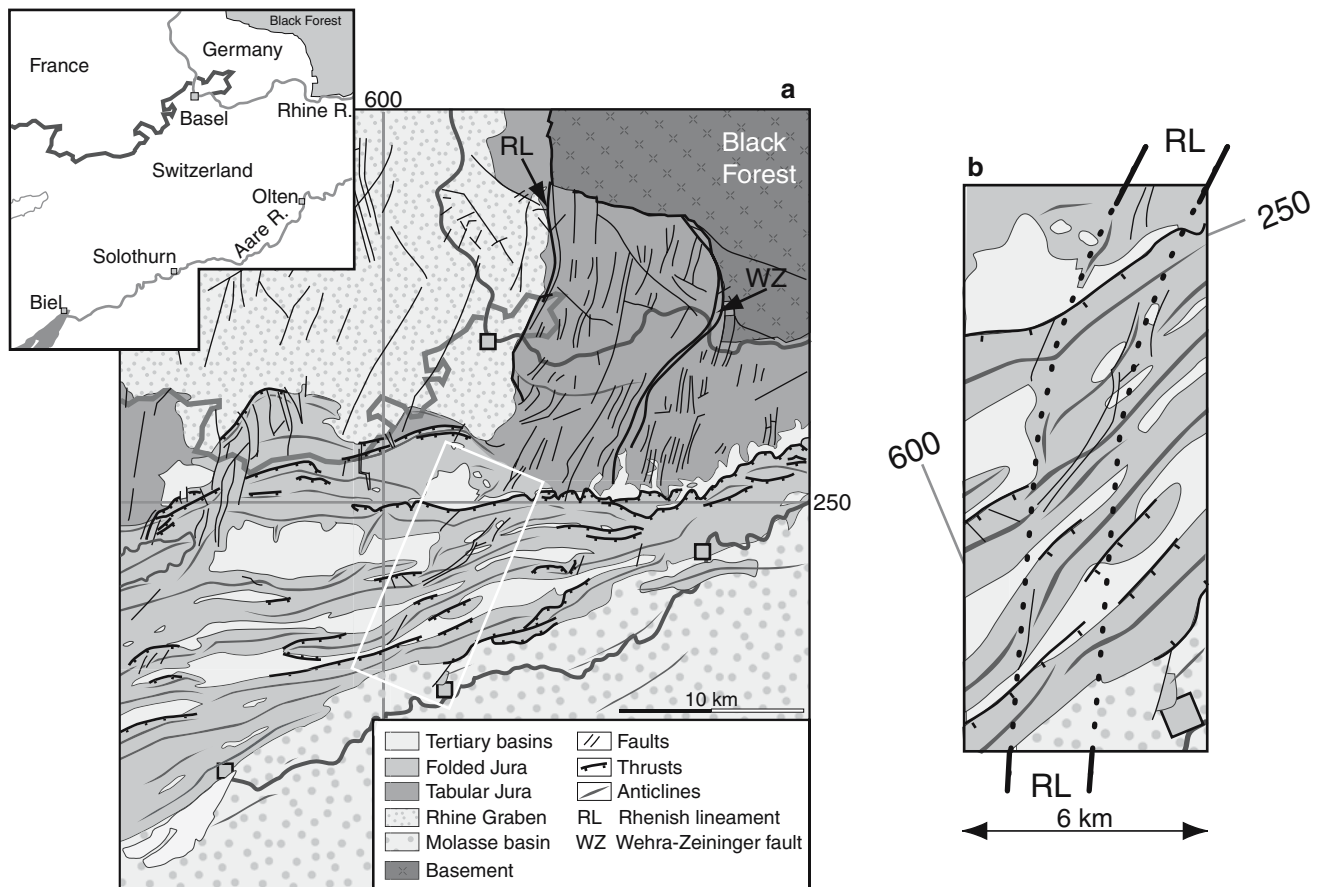 Black Forest
Germany
France
Rhine R.
Basel
Switzerland
Olten
Aare R.
Solothurn
Biel
600
a
RL
Black
Forest
WZ
250
10 km
Tertiary basins
Folded Jura
Tabular Jura
Rhine Graben
Molasse basin
Basement
Faults
Thrusts
Anticlines
RL Rhenish lineament
WZ Wehra-Zeininger fault
b
RL
250
600
RL
6 km